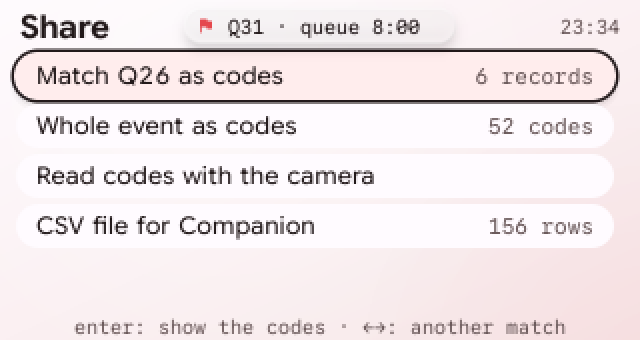 Share
Q31 · queue 8:00
23:34
Match Q26 as codes 6 records
Whole event as codes 52 codes
Read codes with the camera
CSV file for Companion 156 rows
enter: show the codes · ↔: another match